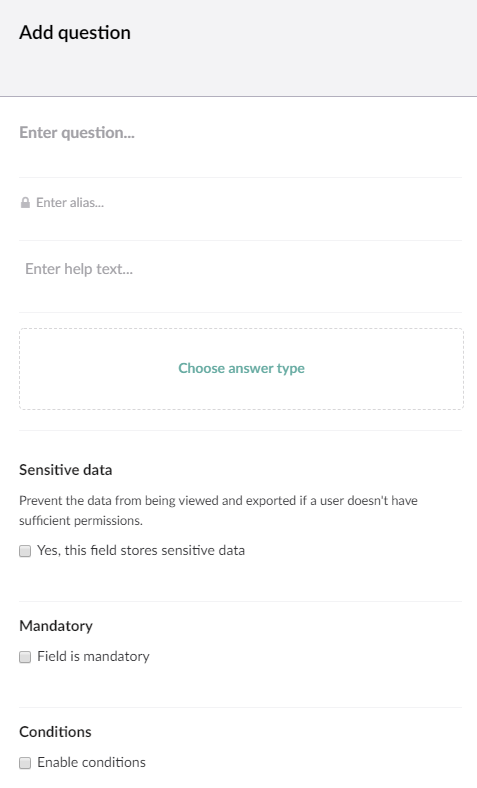 Add question
Enter question...
Enter alias...
Enter help text...
Choose answer type
Sensitive data
Prevent the data from being viewed and exported if a user doesn't have
sufficient permissions.
Yes, this field stores sensitive data
Mandatory
Field is mandatory
Conditions
Enable conditions